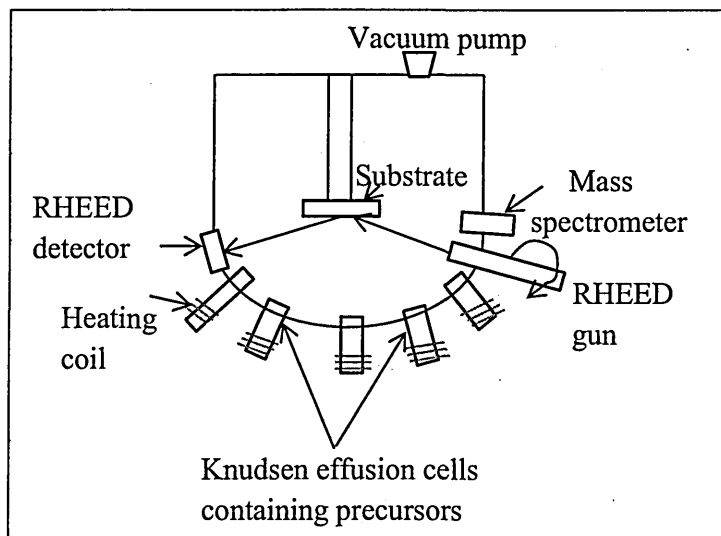 Vacuum pump
Substrate
Mass
spectrometer
RHEED
detector
RHEED
gun
Heating
coil
Knudsen effusion cells
containing precursors